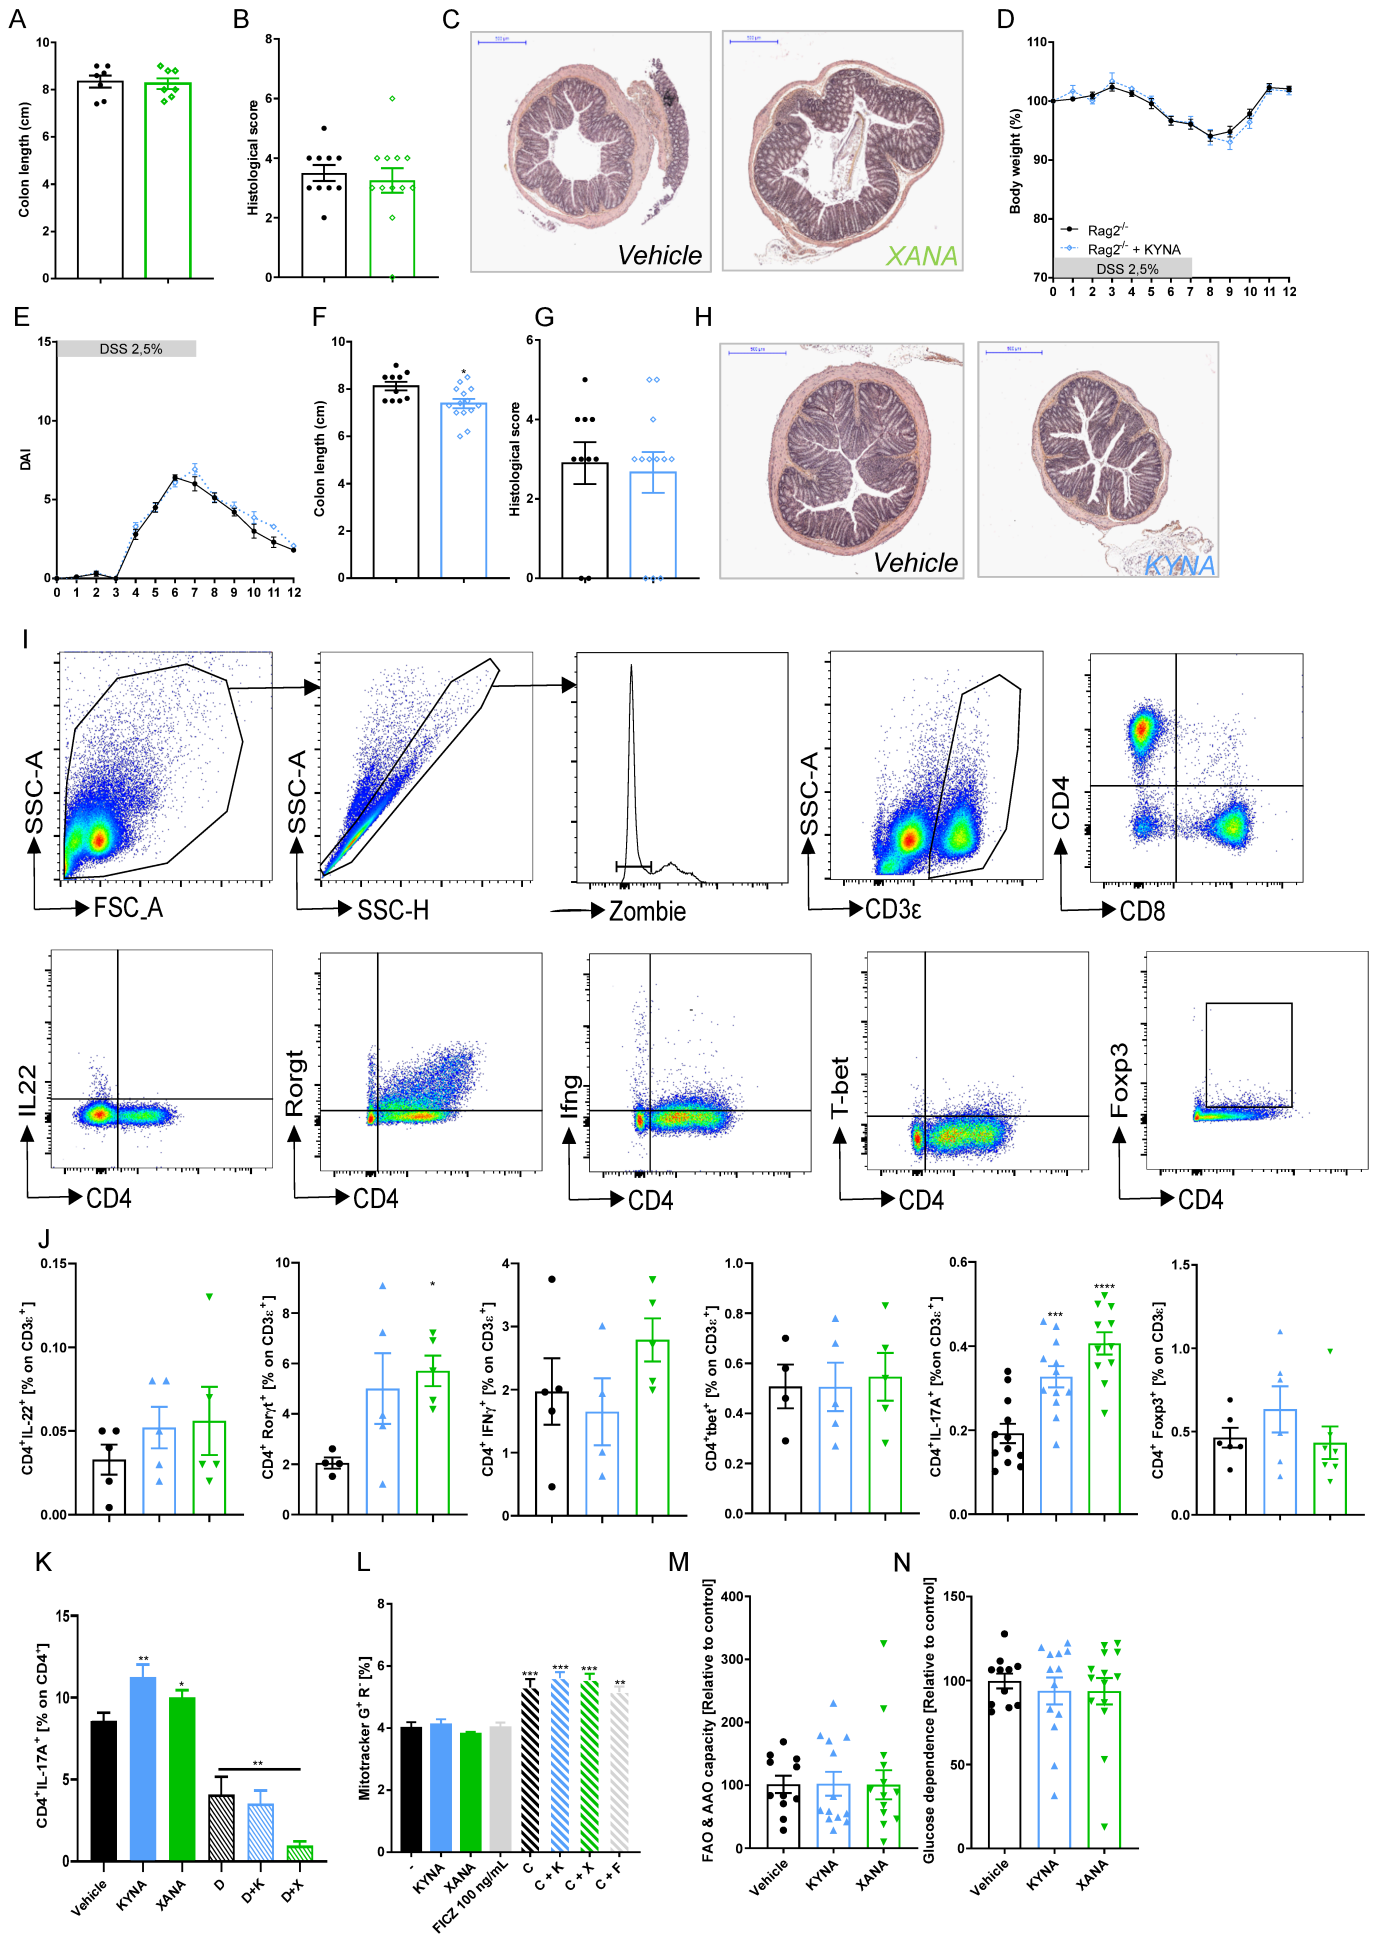 A
B
C
D
Colon length (cm)
10
8
6
4
2
0
Histological score
8
6
4
2
0
Vehicle
XANA
Body weight (%)
110
100
90
80
70
Rag2-/-
Rag2-/- + KYNA
DSS 2,5%
0 1 2 3 4 5 6 7 8 9 10 11 12
E
F
G
H
DAI
15
10
5
0
DSS 2,5%
0 1 2 3 4 5 6 7 8 9 10 11 12
Colon length (cm)
10
8
6
4
2
0
*
Histological score
6
4
2
0
Vehicle
KYNA
I
SSC-A
FSC_A
SSC-A
SSC-H
Zombie
SSC-A
CD3ε
CD4
CD8
IL22
CD4
Rorgt
CD4
Ifng
CD4
T-bet
CD4
Foxp3
CD4
J
CD4+IL-22+ [% on CD3ε+]
0.15
0.10
0.05
0.00
CD4+ Rorγt+ [% on CD3ε+]
10
8
6
4
2
0
*
CD4+ IFNγ+ [% on CD3ε+]
4
3
2
1
0
CD4+tbet+ [% on CD3ε+]
1.0
0.8
0.6
0.4
0.2
0.0
CD4+IL-17A+ [%on CD3ε+]
0.6
0.4
0.2
0.0
***
****
CD4+ Foxp3+ [% on CD3ε]
1.5
1.0
0.5
0.0
K
L
M
N
CD4+IL-17A+ [% on CD4+]
15
10
5
0
**
*
**
Vehicle
KYNA
XANA
D
D+K
D+X
Mitotracker G+ R- [%]
8
6
4
2
0
***
***
***
**
-
KYNA
XANA
FICZ 100 ng/mL
C
C + K
C + X
C + F
FAO & AAO capacity [Relative to control]
400
300
200
100
0
Vehicle
KYNA
XANA
Glucose dependence [Relative to control]
150
100
50
0
Vehicle
KYNA
XANA